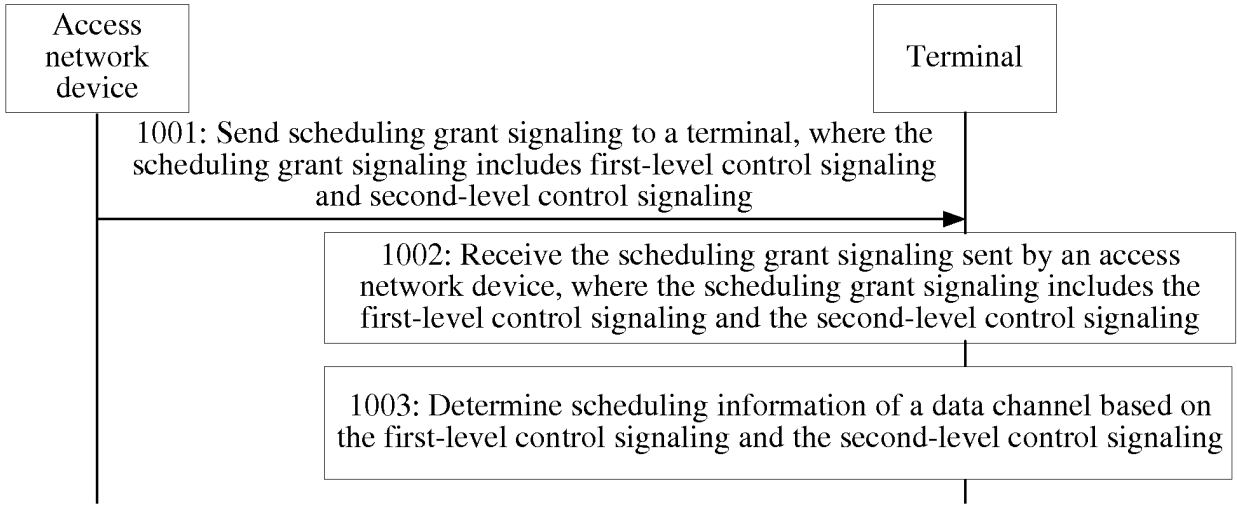 Access
network
device
Terminal
1001: Send scheduling grant signaling to a terminal, where the
scheduling grant signaling includes first-level control signaling
and second-level control signaling
1002: Receive the scheduling grant signaling sent by an access
network device, where the scheduling grant signaling includes the
first-level control signaling and the second-level control signaling
1003: Determine scheduling information of a data channel based on
the first-level control signaling and the second-level control signaling